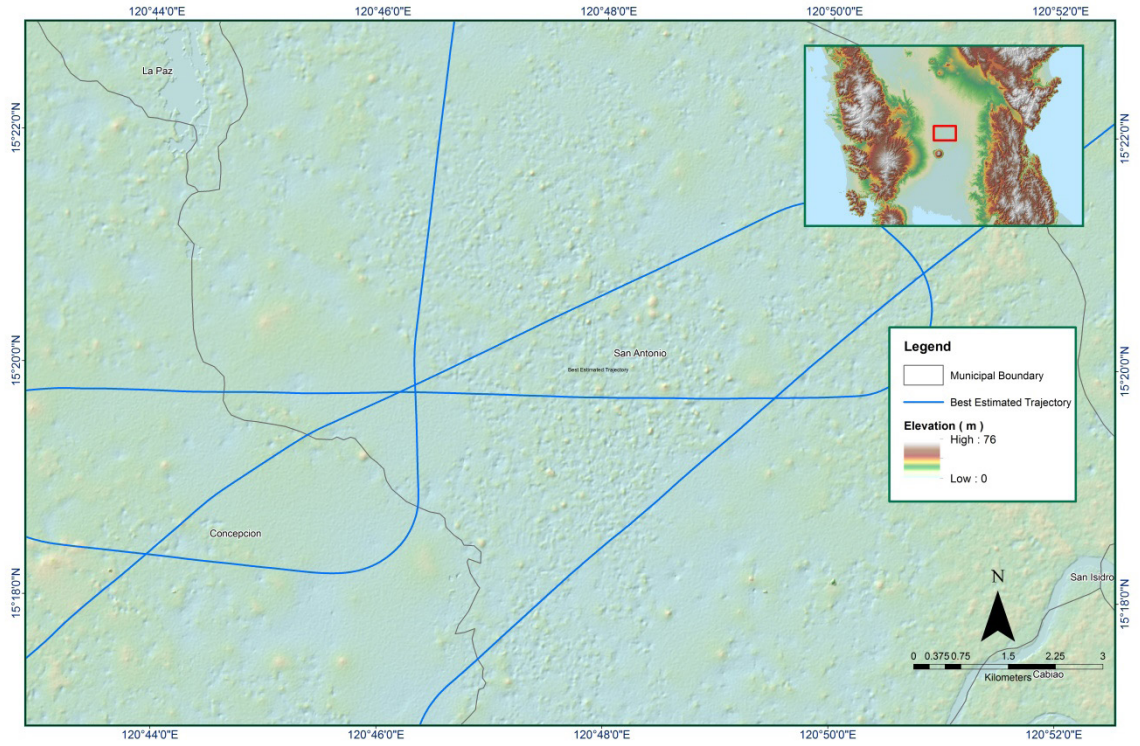 120°44'0"E
120°46'0"E
120°48'0"E
120°50'0"E
120°52'0"E
La Paz
15°22'0"N
15°22'0"N
San Antonio
Best Estimated Trajectory
15°20'0"N
15°20'0"N
Legend
Municipal Boundary
Best Estimated Trajectory
Elevation ( m )
High : 76
Low : 0
Concepcion
15°18'0"N
15°18'0"N
San Isidro
N
0 0.375 0.75 1.5 2.25 3
Kilometers
Cabiao
120°44'0"E
120°46'0"E
120°48'0"E
120°50'0"E
120°52'0"E